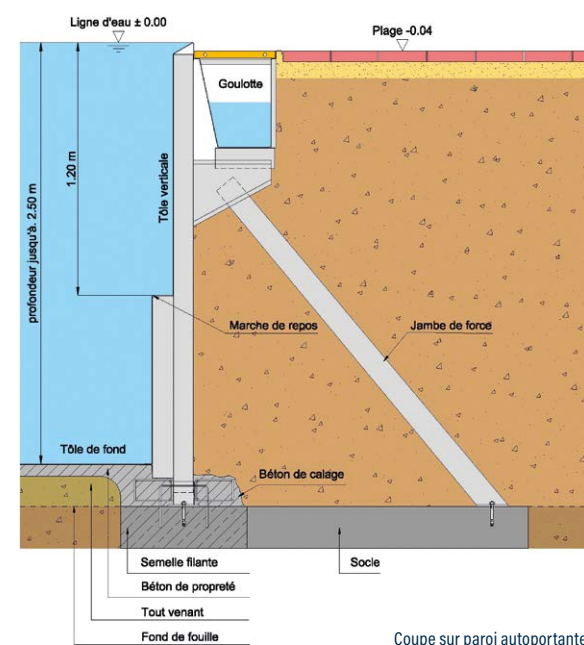 Ligne d'eau ± 0.00
Plage -0.04
Goulotte
1.20 m
Tôle verticale
profondeur jusqu'à. 2.50 m
Marche de repos
Jambe de force
Tôle de fond
Béton de calage
Semelle filante
Socle
Béton de propreté
Tout venant
Fond de fouille
Coupe sur paroi autoportante